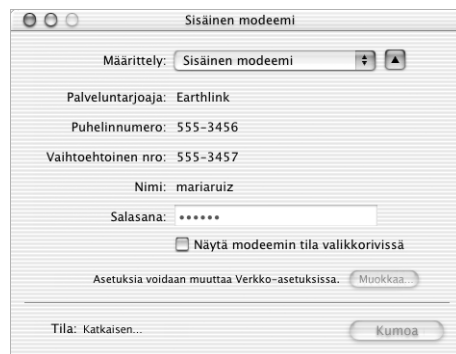 Sisäinen modeemi
Määrittely: Sisäinen modeemi
Palveluntarjoaja: Earthlink
Puhelinnumero: 555-3456
Vaihtoehtoinen nro: 555-3457
Nimi: mariaruiz
Salasana: ••••••
Näytä modeemin tila valikkorivissä
Asetuksia voidaan muuttaa Verkko-asetuksissa. Muokkaa...
Tila: Katkaisen... Kumoa